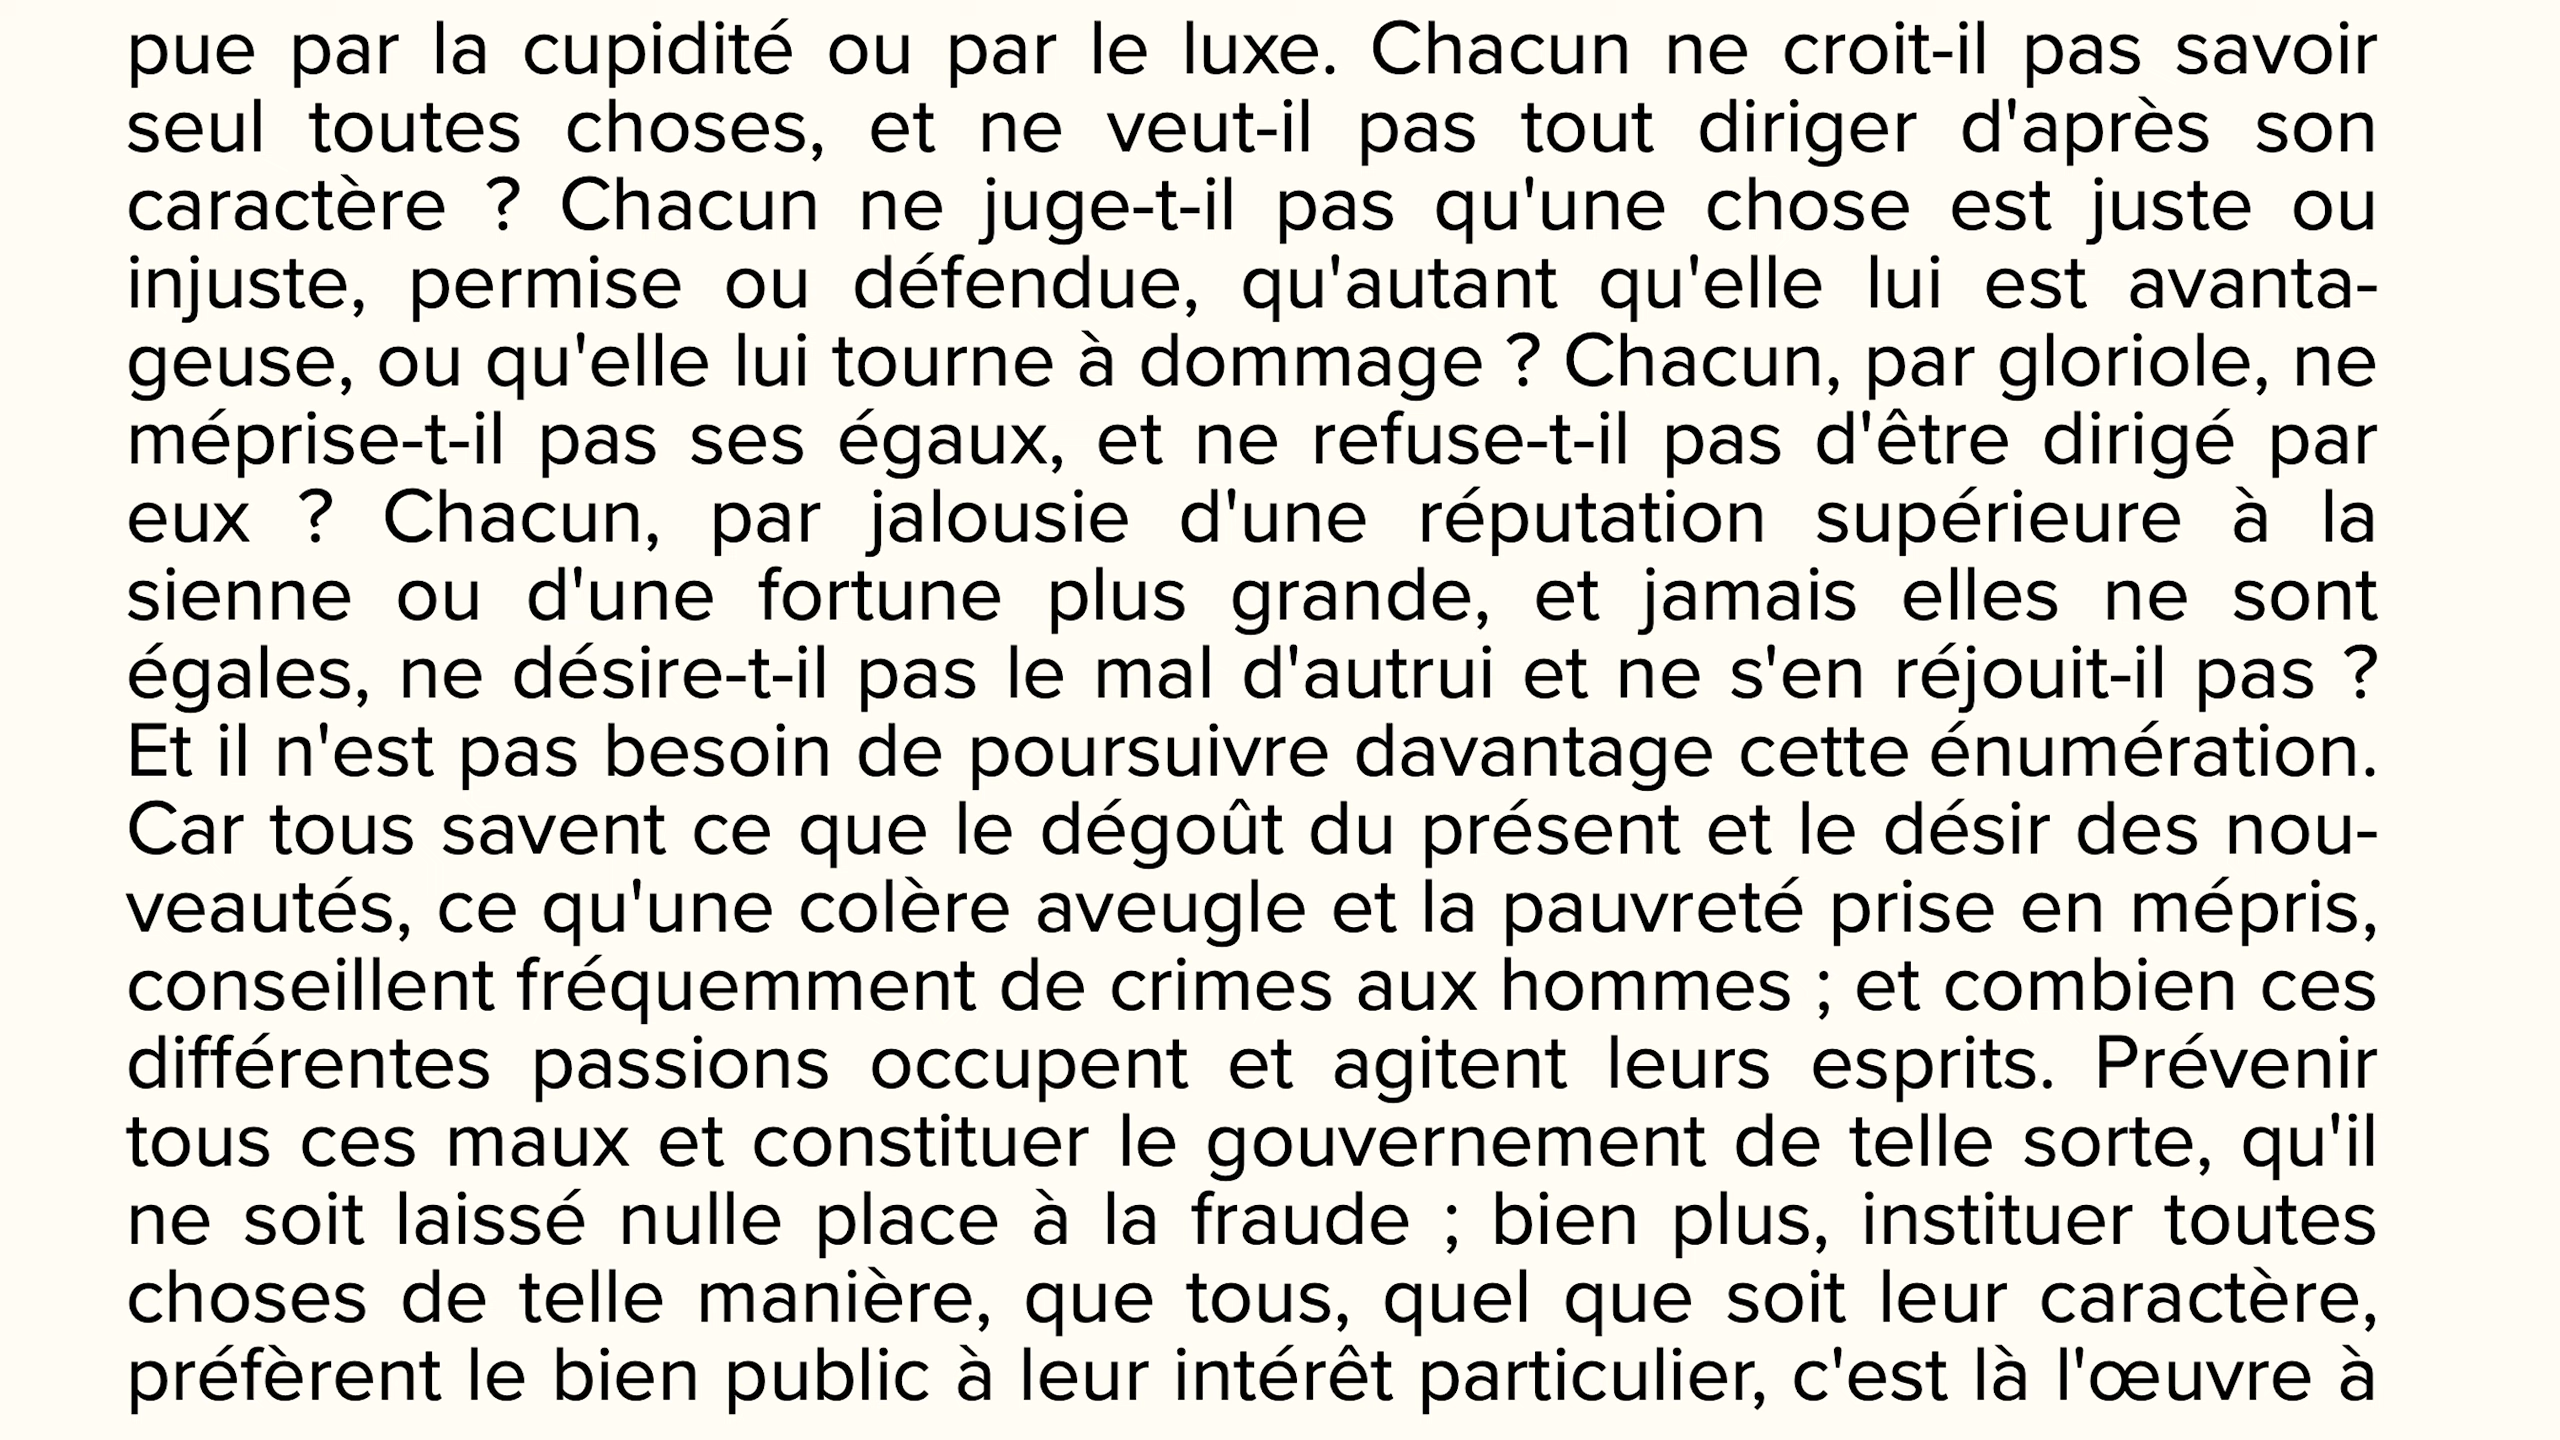 pue par la cupidité ou par le luxe. Chacun ne croit-il pas savoir
seul toutes choses, et ne veut-il pas tout diriger d'après son
caractère ? Chacun ne juge-t-il pas qu'une chose est juste ou
injuste, permise ou défendue, qu'autant qu'elle lui est avanta-
geuse, ou qu'elle lui tourne à dommage ? Chacun, par gloriole, ne
méprise-t-il pas ses égaux, et ne refuse-t-il pas d'être dirigé par
eux ? Chacun, par jalousie d'une réputation supérieure à la
sienne ou d'une fortune plus grande, et jamais elles ne sont
égales, ne désire-t-il pas le mal d'autrui et ne s'en réjouit-il pas ?
Et il n'est pas besoin de poursuivre davantage cette énumération.
Car tous savent ce que le dégoût du présent et le désir des nou-
veautés, ce qu'une colère aveugle et la pauvreté prise en mépris,
conseillent fréquemment de crimes aux hommes ; et combien ces
différentes passions occupent et agitent leurs esprits. Prévenir
tous ces maux et constituer le gouvernement de telle sorte, qu'il
ne soit laissé nulle place à la fraude ; bien plus, instituer toutes
choses de telle manière, que tous, quel que soit leur caractère,
préfèrent le bien public à leur intérêt particulier, c'est là l'œuvre à